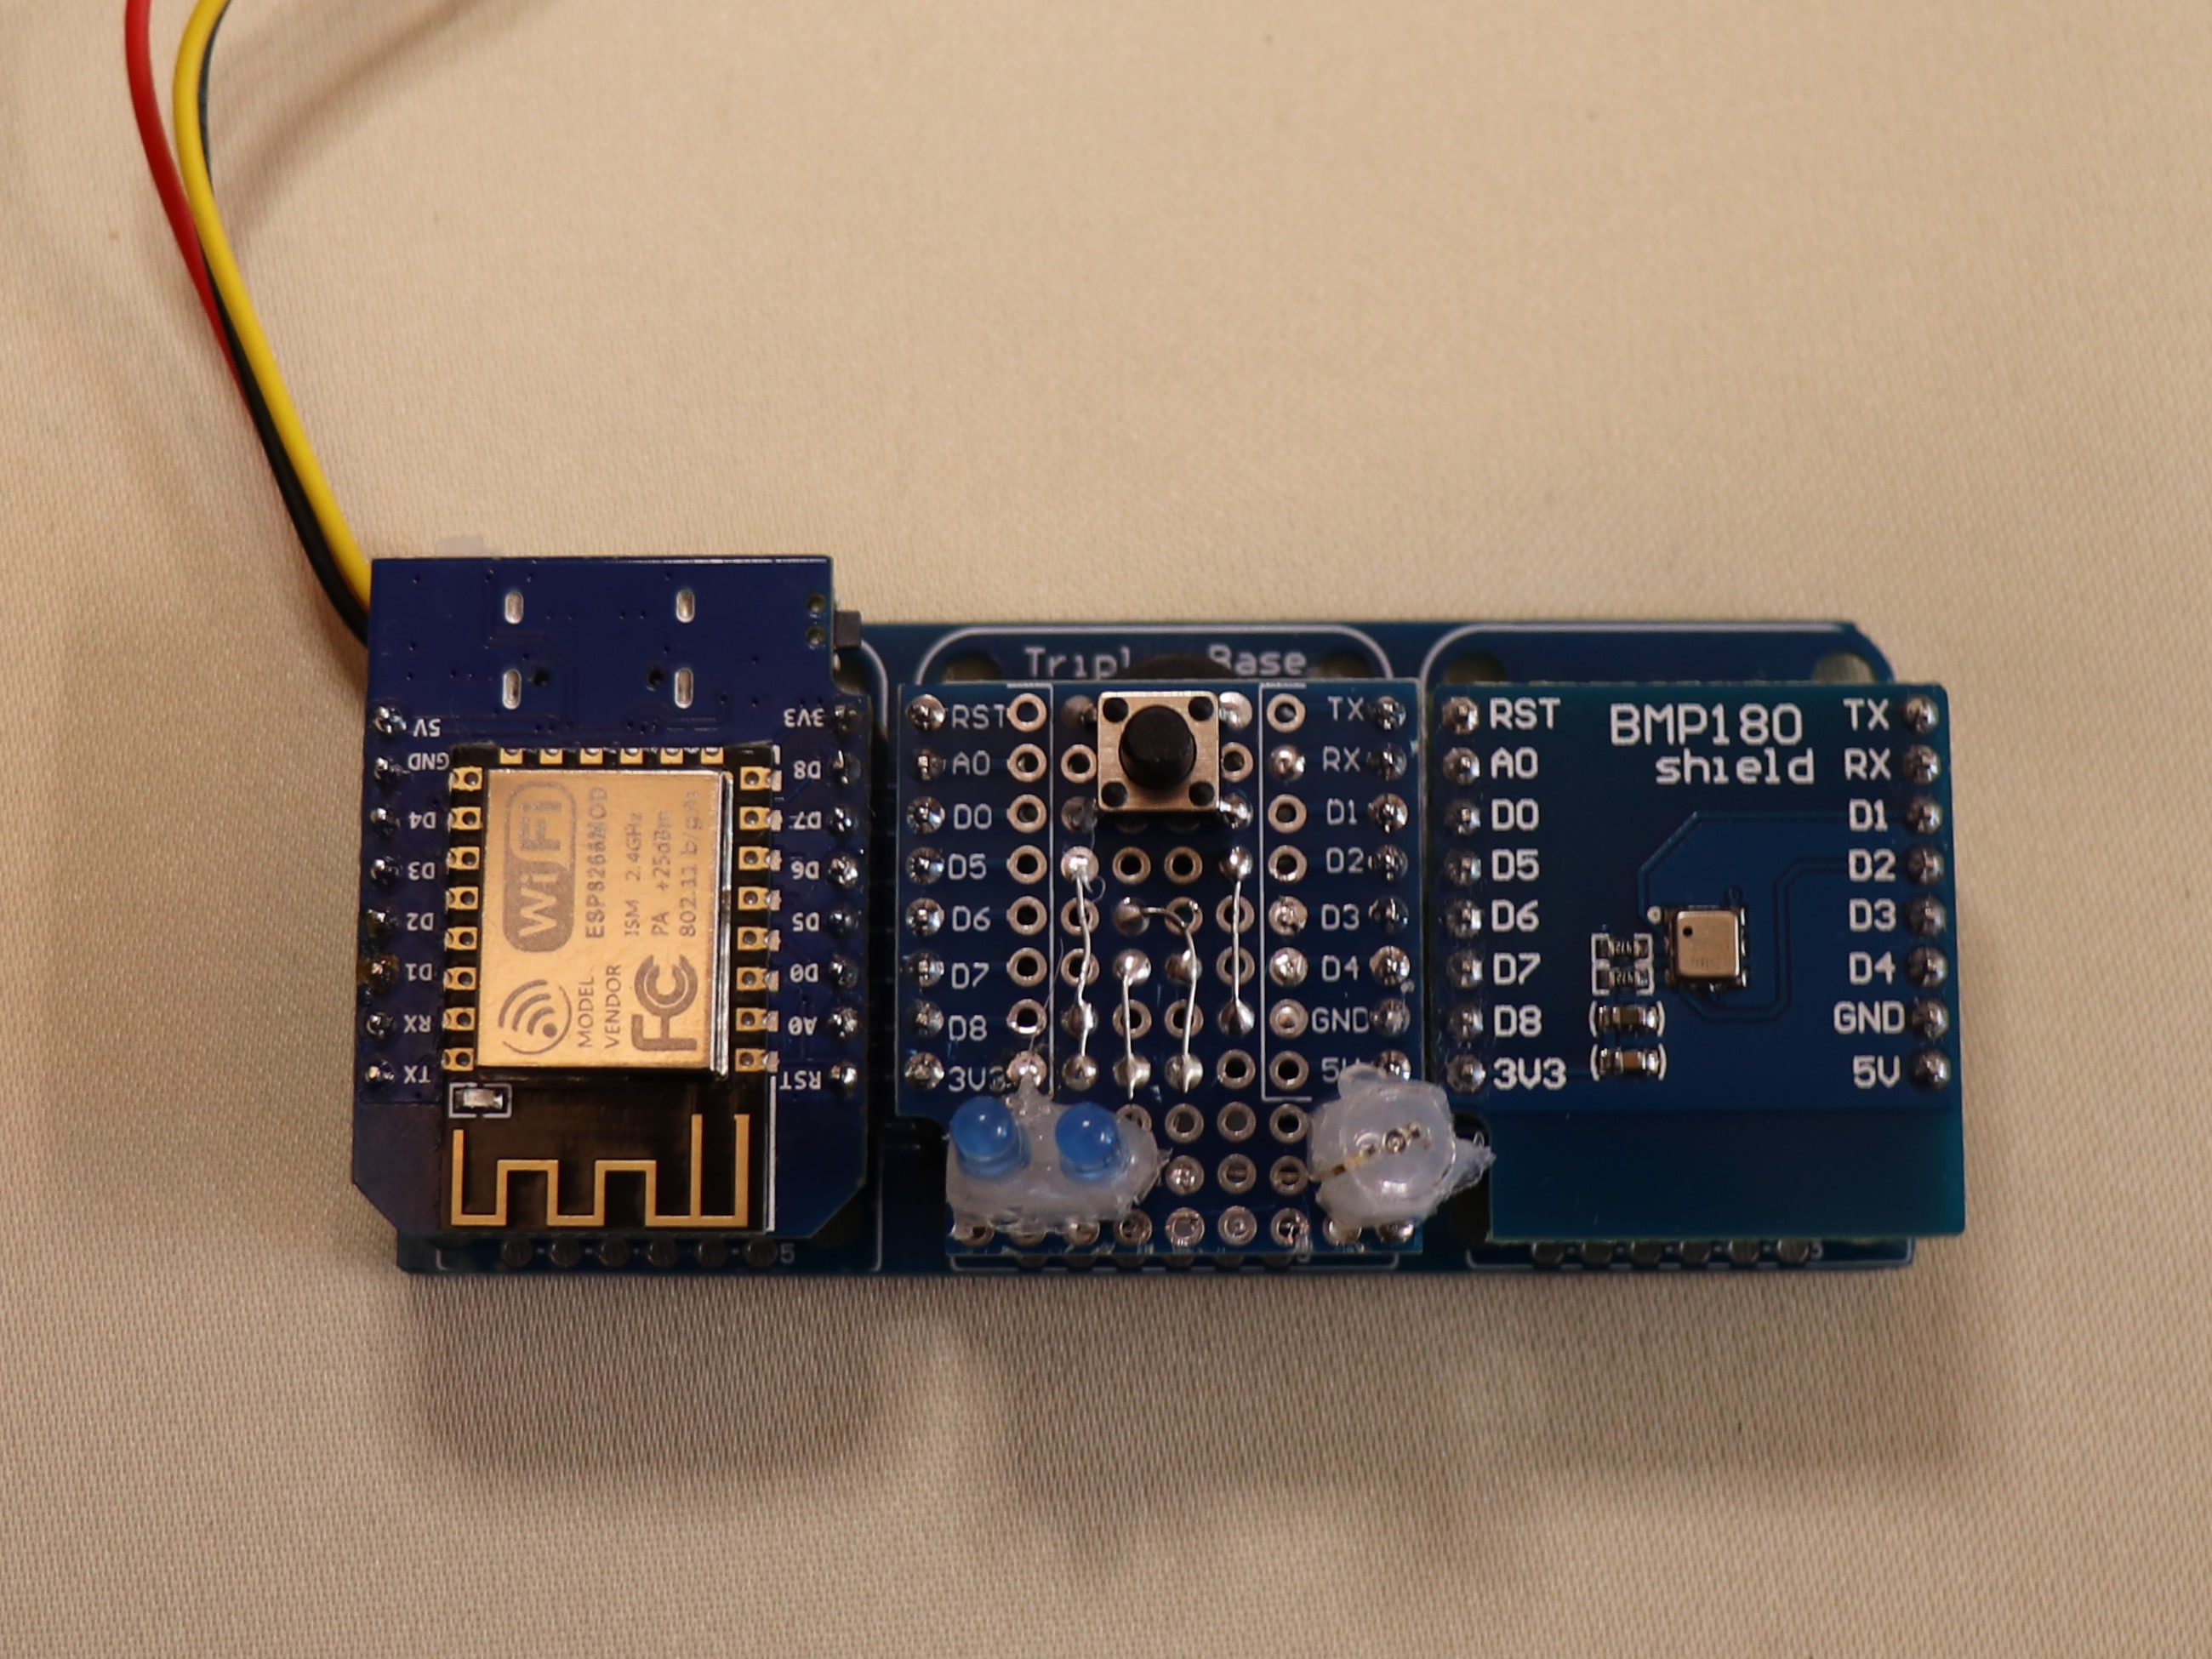 Tripl Base
5V
GND
D4
D3
D2
D1
RX
TX
3V3
D8
D7
D6
D5
D0
A0
RST
WiFi
ESP8266MOD
ISM 2.4GHz
PA +25dBm
802.11 b/g/n
MODEL
VENDOR
FC
RST
A0
D0
D5
D6
D7
D8
3V3
TX
RX
D1
D2
D3
D4
GND
5V
BMP180
shield
RST
A0
D0
D5
D6
D7
D8
3V3
TX
RX
D1
D2
D3
D4
GND
5V